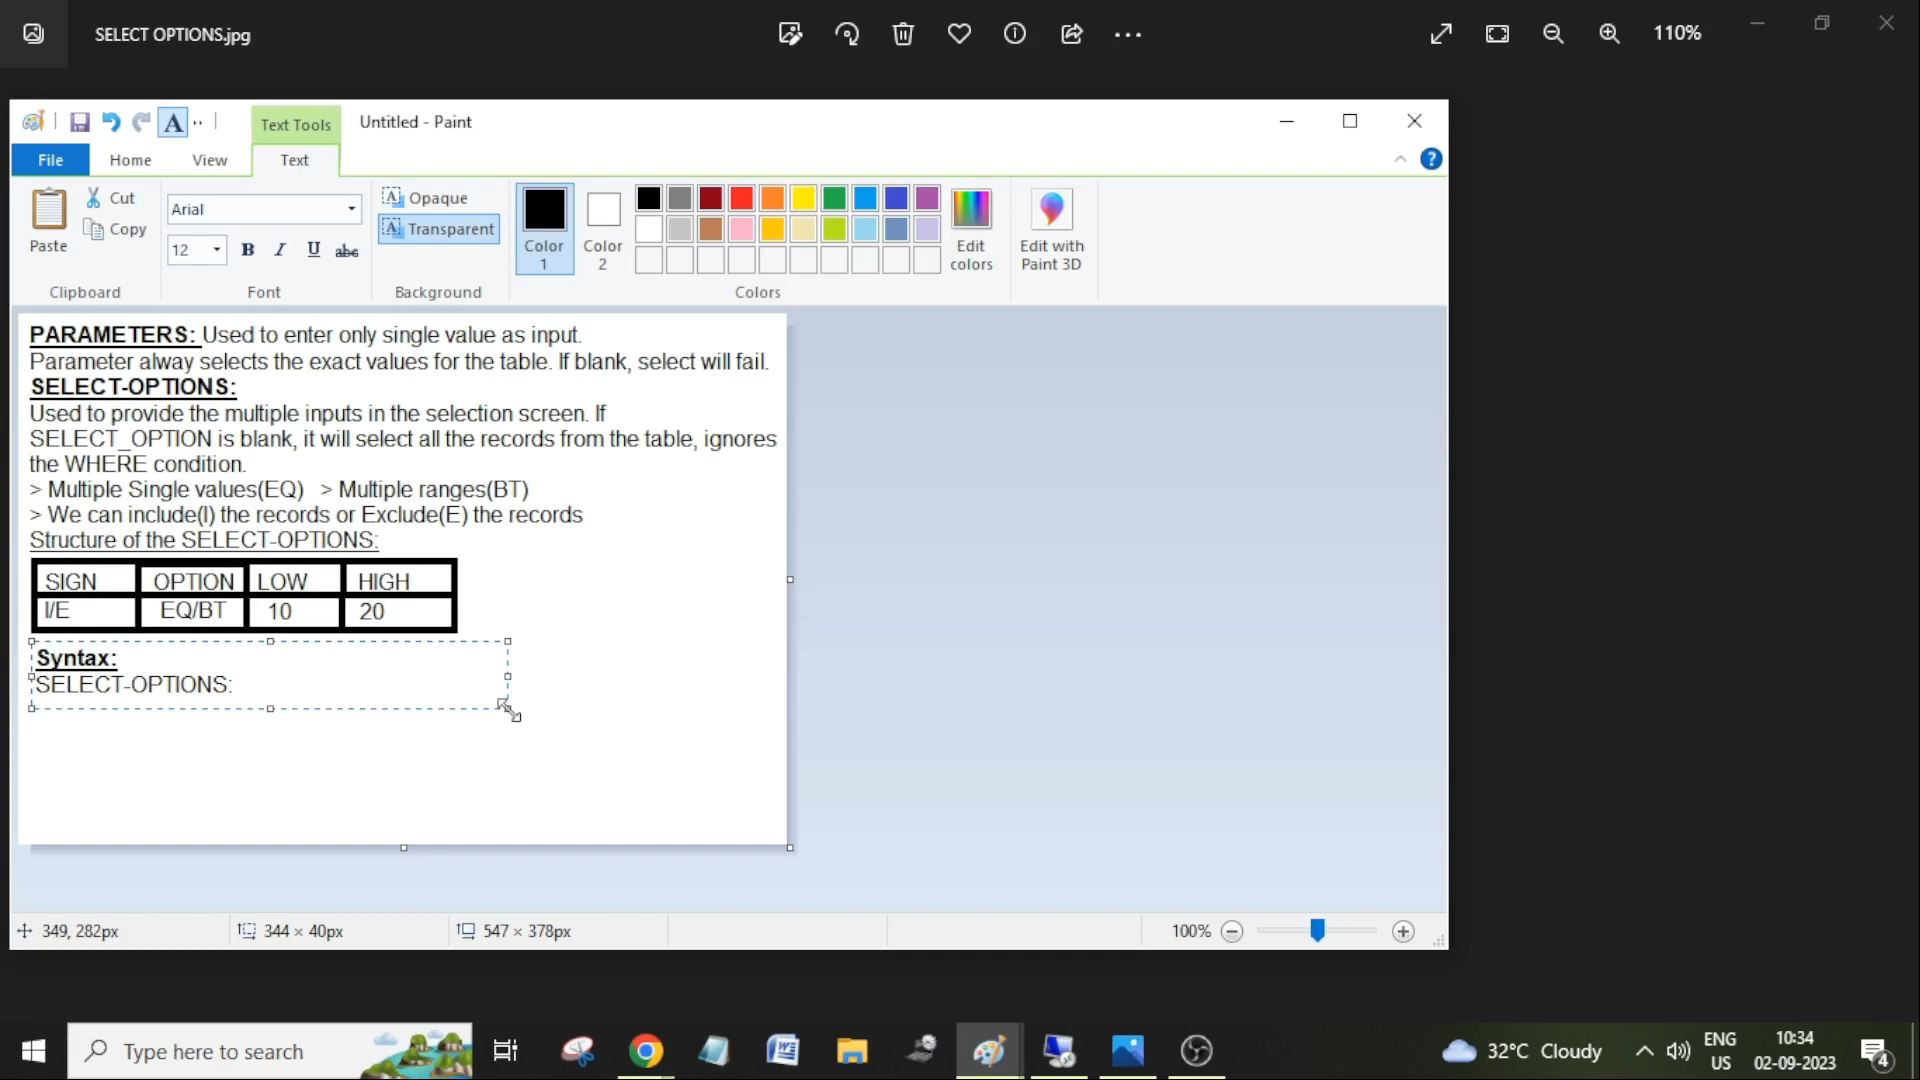 SELECT OPTIONS.jpg
110%
Text Tools
Untitled - Paint
File
Home
View
Text
Paste
Cut
Copy
Clipboard
Arial
12
B
I
U
abc
Font
Opaque
Transparent
Background
Color 1
Color 2
Edit colors
Edit with Paint 3D
Colors
PARAMETERS: Used to enter only single value as input.
Parameter alway selects the exact values for the table. If blank, select will fail.
SELECT-OPTIONS:
Used to provide the multiple inputs in the selection screen. If
SELECT_OPTION is blank, it will select all the records from the table, ignores
the WHERE condition.
> Multiple Single values(EQ) > Multiple ranges(BT)
> We can include(I) the records or Exclude(E) the records
Structure of the SELECT-OPTIONS:
SIGN OPTION LOW HIGH
I/E EQ/BT 10 20
Syntax:
SELECT-OPTIONS:
349, 282px
344 × 40px
547 × 378px
100%
Type here to search
32°C Cloudy
ENG
US
10:34
02-09-2023
4